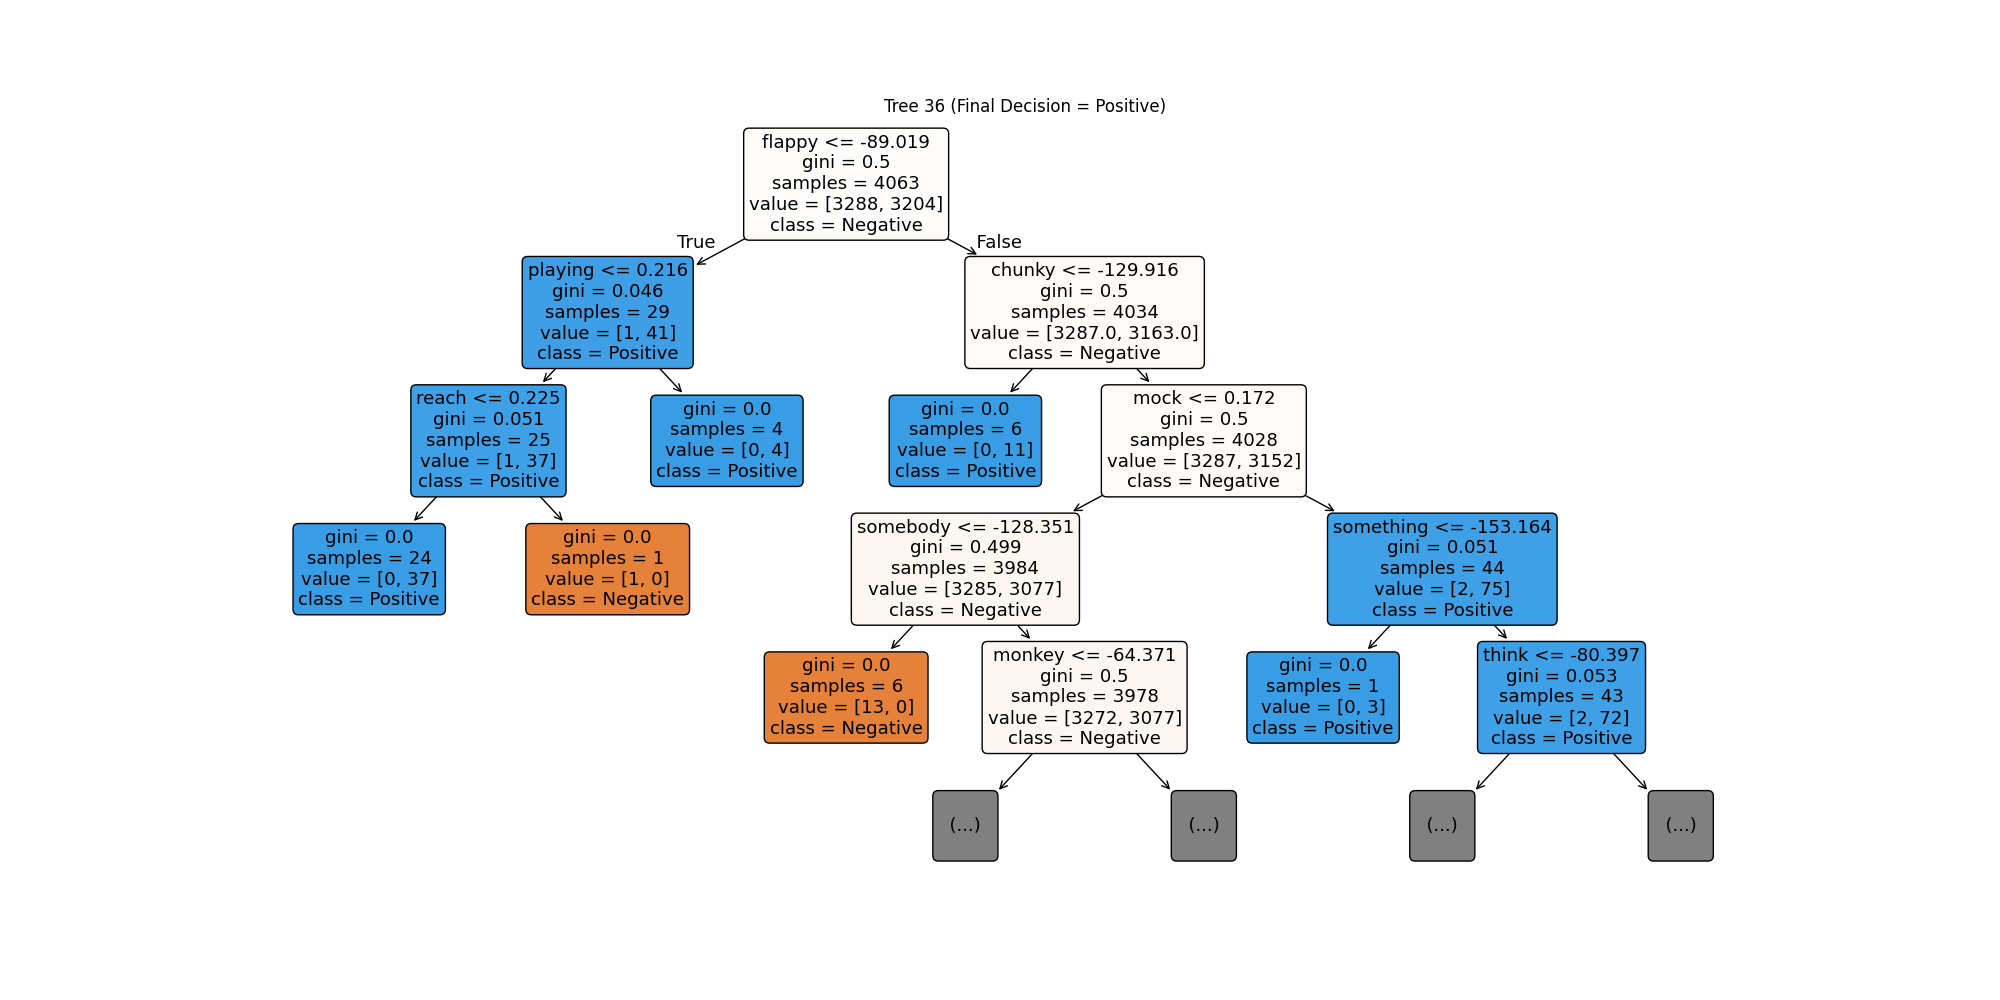 Tree 36 (Final Decision = Positive)
flappy <= -89.019
gini = 0.5
samples = 4063
value = [3288, 3204]
class = Negative
True
False
playing <= 0.216
gini = 0.046
samples = 29
value = [1, 41]
class = Positive
chunky <= -129.916
gini = 0.5
samples = 4034
value = [3287.0, 3163.0]
class = Negative
reach <= 0.225
gini = 0.051
samples = 25
value = [1, 37]
class = Positive
gini = 0.0
samples = 4
value = [0, 4]
class = Positive
gini = 0.0
samples = 6
value = [0, 11]
class = Positive
mock <= 0.172
gini = 0.5
samples = 4028
value = [3287, 3152]
class = Negative
gini = 0.0
samples = 24
value = [0, 37]
class = Positive
gini = 0.0
samples = 1
value = [1, 0]
class = Negative
somebody <= -128.351
gini = 0.499
samples = 3984
value = [3285, 3077]
class = Negative
something <= -153.164
gini = 0.051
samples = 44
value = [2, 75]
class = Positive
gini = 0.0
samples = 6
value = [13, 0]
class = Negative
monkey <= -64.371
gini = 0.5
samples = 3978
value = [3272, 3077]
class = Negative
gini = 0.0
samples = 1
value = [0, 3]
class = Positive
think <= -80.397
gini = 0.053
samples = 43
value = [2, 72]
class = Positive
(...)
(...)
(...)
(...)